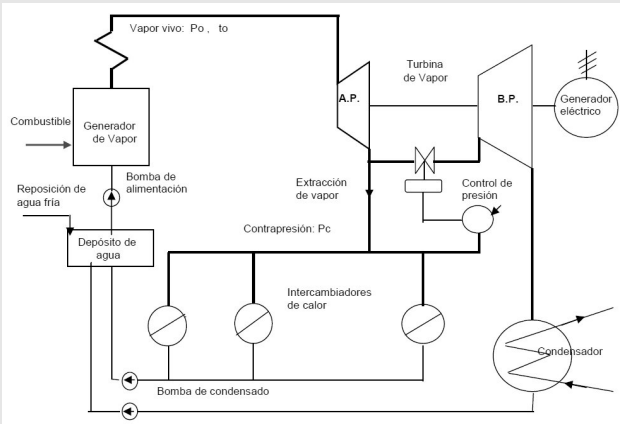 Vapor vivo: Po , to
Turbina
de Vapor
A.P.
B.P.
Generador
eléctrico
Combustible
Generador
de Vapor
Bomba de
alimentación
Reposición de
agua fría
Extracción
de vapor
Control de
presión
Contrapresión: Pc
Depósito de
agua
Intercambiadores
de calor
Condensador
Bomba de condensado